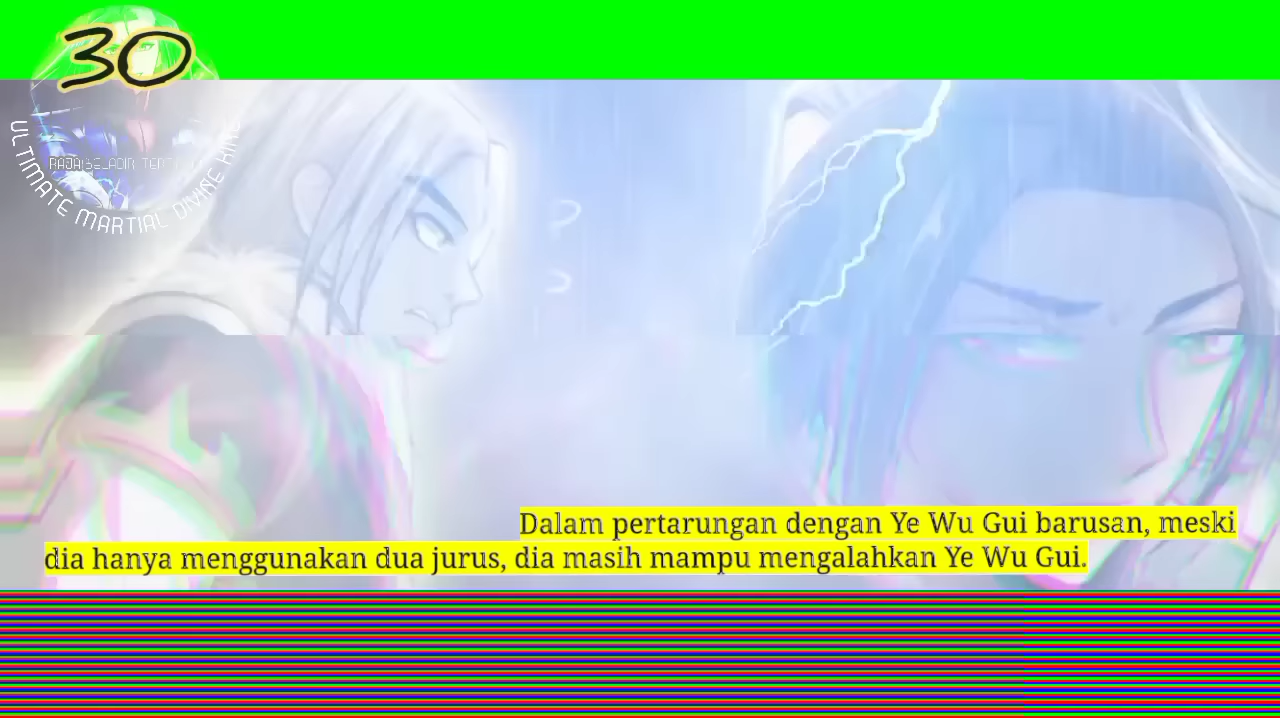 30
ULTIMATE MARTIAL DIVINE KING
Dalam pertarungan dengan Ye Wu Gui barusan, meski
dia hanya menggunakan dua jurus, dia masih mampu mengalahkan Ye Wu Gui.